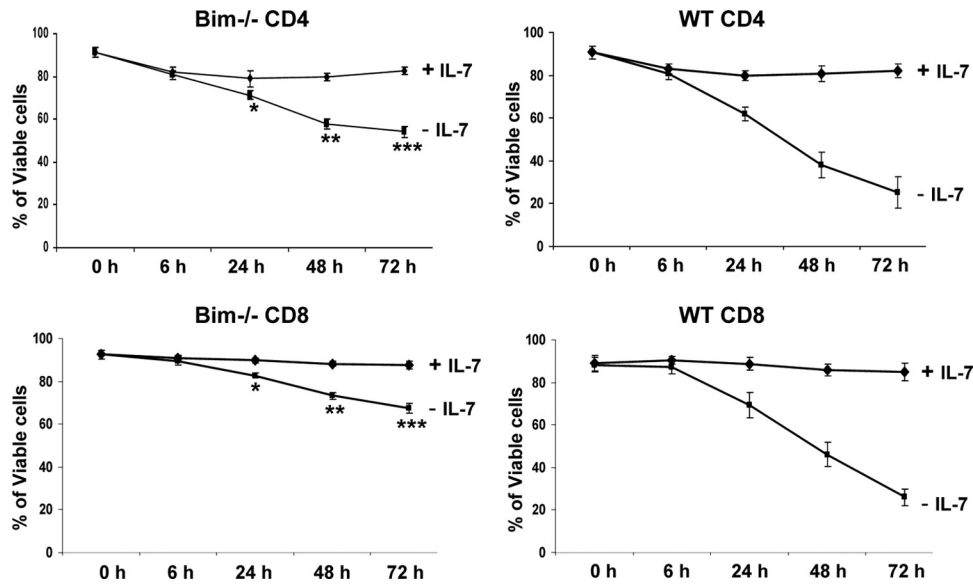 Bim-/- CD4
% of Viable cells
100
80
60
40
20
0
+ IL-7
- IL-7
*
**
***
0 h 6 h 24 h 48 h 72 h
WT CD4
% of Viable cells
100
80
60
40
20
0
+ IL-7
- IL-7
0 h 6 h 24 h 48 h 72 h
Bim-/- CD8
% of Viable cells
100
80
60
40
20
0
+ IL-7
- IL-7
*
**
***
0 h 6 h 24 h 48 h 72 h
WT CD8
% of Viable cells
100
80
60
40
20
0
+ IL-7
- IL-7
0 h 6 h 24 h 48 h 72 h